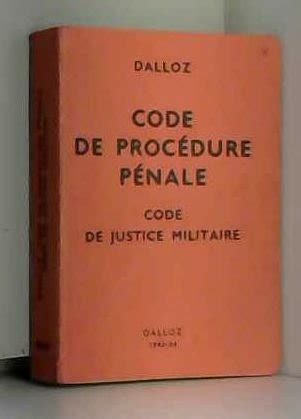 DALLOZ
CODE
DE PROCÉDURE
PÉNALE
CODE
DE JUSTICE MILITAIRE
DALLOZ